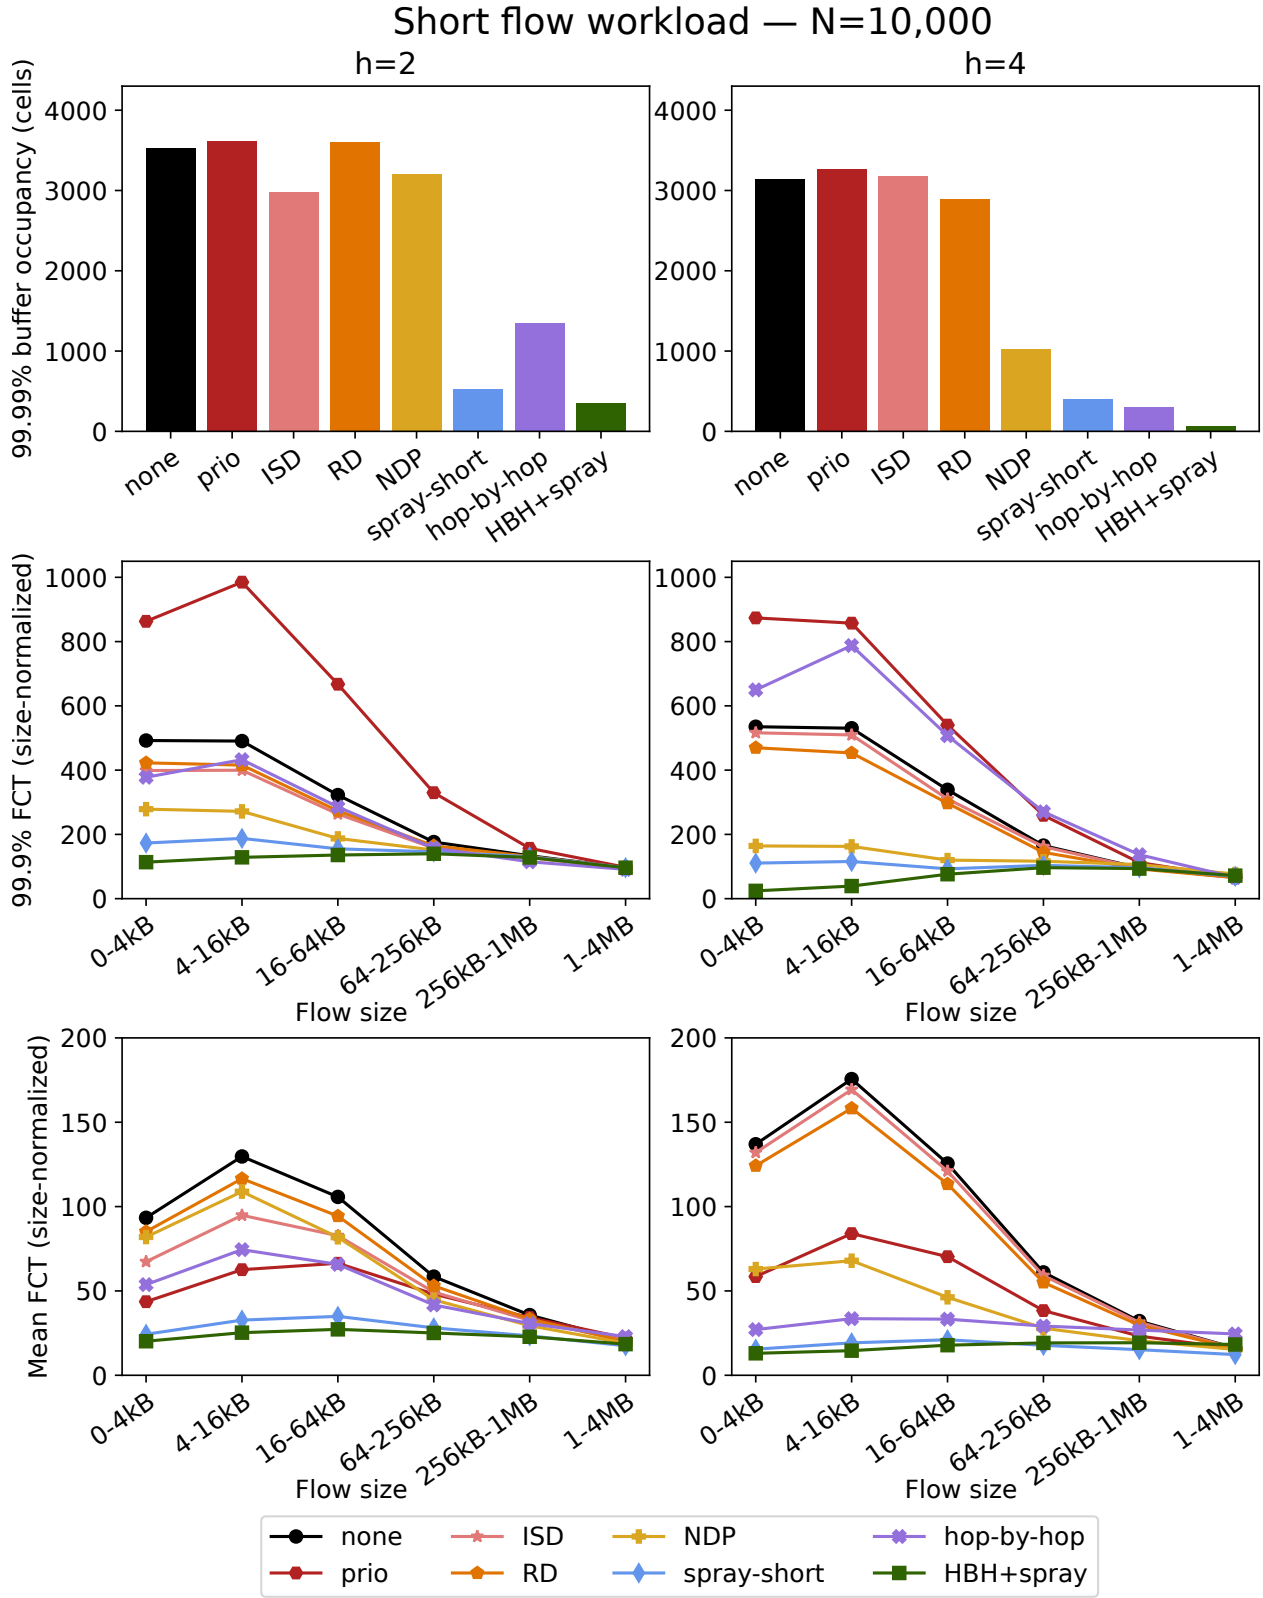 Short flow workload — N=10,000
h=2
h=4
99.99% buffer occupancy (cells)
4000
3000
2000
1000
0
none
prio
ISD
RD
NDP
spray-short
hop-by-hop
HBH+spray
4000
3000
2000
1000
0
none
prio
ISD
RD
NDP
spray-short
hop-by-hop
HBH+spray
99.9% FCT (size-normalized)
1000
800
600
400
200
0
0-4kB
4-16kB
16-64kB
64-256kB
256kB-1MB
1-4MB
Flow size
1000
800
600
400
200
0
0-4kB
4-16kB
16-64kB
64-256kB
256kB-1MB
1-4MB
Flow size
Mean FCT (size-normalized)
200
150
100
50
0
0-4kB
4-16kB
16-64kB
64-256kB
256kB-1MB
1-4MB
Flow size
200
150
100
50
0
0-4kB
4-16kB
16-64kB
64-256kB
256kB-1MB
1-4MB
Flow size
none
prio
ISD
RD
NDP
spray-short
hop-by-hop
HBH+spray